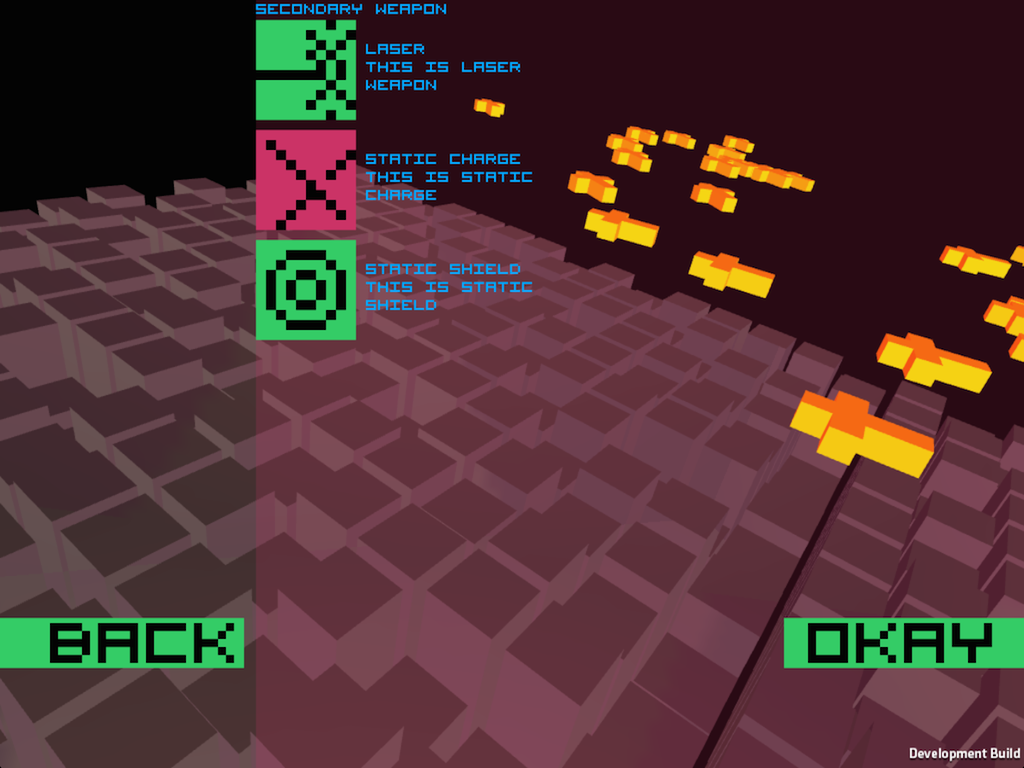 SECONDARY WEAPON
LASER
THIS IS LASER
WEAPON
STATIC CHARGE
THIS IS STATIC
CHARGE
STATIC SHIELD
THIS IS STATIC
SHIELD
BACK
OKAY
Development Build